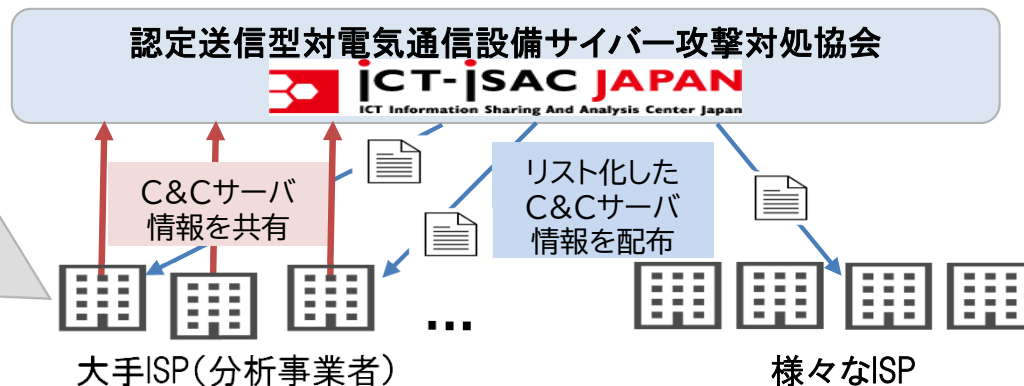 認定送信型対電気通信設備サイバー攻撃対処協会
ICT-ISAC JAPAN
ICT Information Sharing And Analysis Center Japan
C&Cサーバ
情報を共有
リスト化した
C&Cサーバ
情報を配布
...
大手ISP(分析事業者)
様々なISP